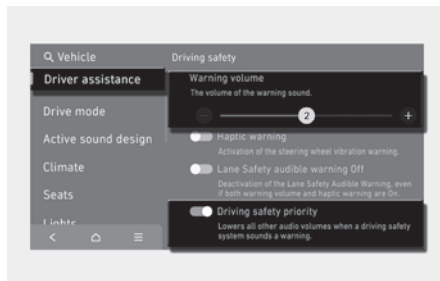 Vehicle
Driving safety
Driver assistance
Warning volume
The volume of the warning sound.
2
Drive mode
Haptic warning
Active sound design
Activation of the steering wheel vibration warning.
Lane Safety audible warning Off
Climate
Deactivation of the Lane Safety Audible Warning, even
if both warning volume and haptic warning are On.
Seats
Driving safety priority
Lights
Lowers all other audio volumes when a driving safety
system sounds a warning.